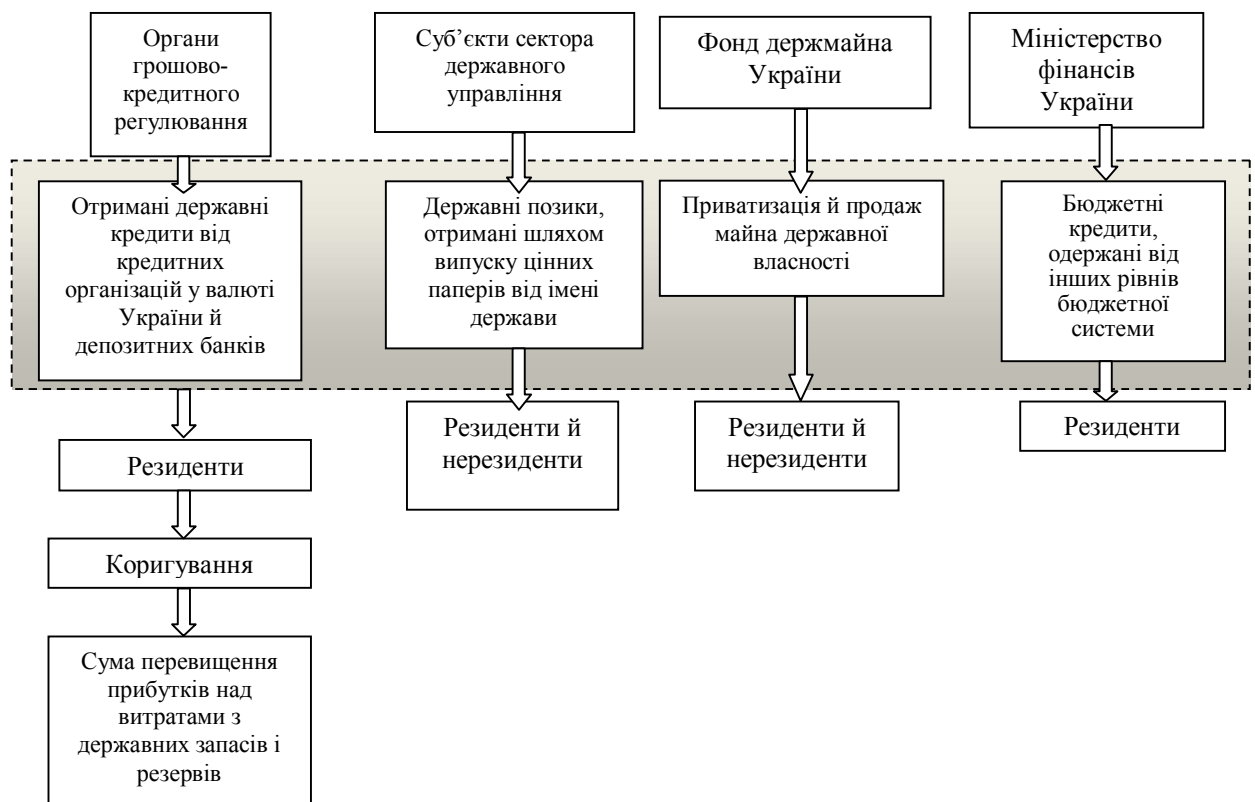 Органи
грошово-
кредитного
регулювання
Суб’єкти сектора
державного
управління
Фонд держмайна
України
Міністерство
фінансів
України
Отримані державні
кредити від
кредитних
організацій у валюті
України й
депозитних банків
Державні позики,
отримані шляхом
випуску цінних
паперів від імені
держави
Приватизація й продаж
майна державної
власності
Бюджетні
кредити,
одержані від
інших рівнів
бюджетної
системи
Резиденти
Резиденти й
нерезиденти
Резиденти й
нерезиденти
Резиденти
Коригування
Сума перевищення
прибутків над
витратами з
державних запасів і
резервів